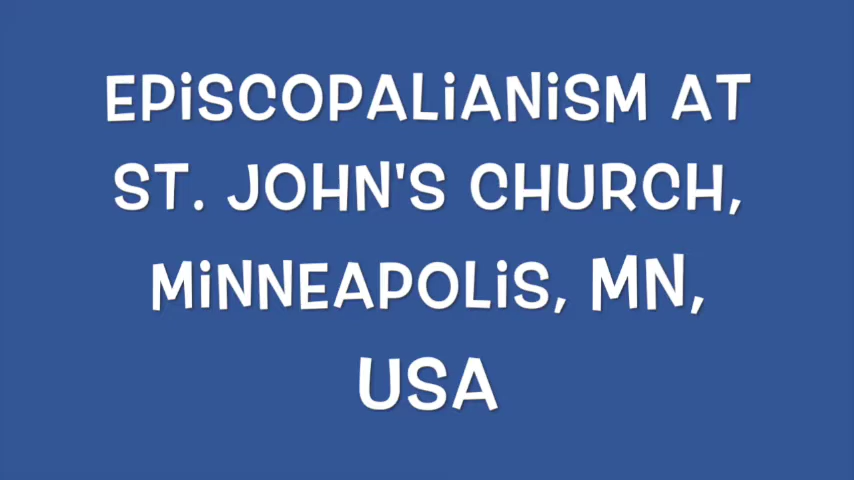 EPiSCOPALiANiSM AT
ST. JOHN'S CHURCH,
MiNNEAPOLiS, MN,
USA